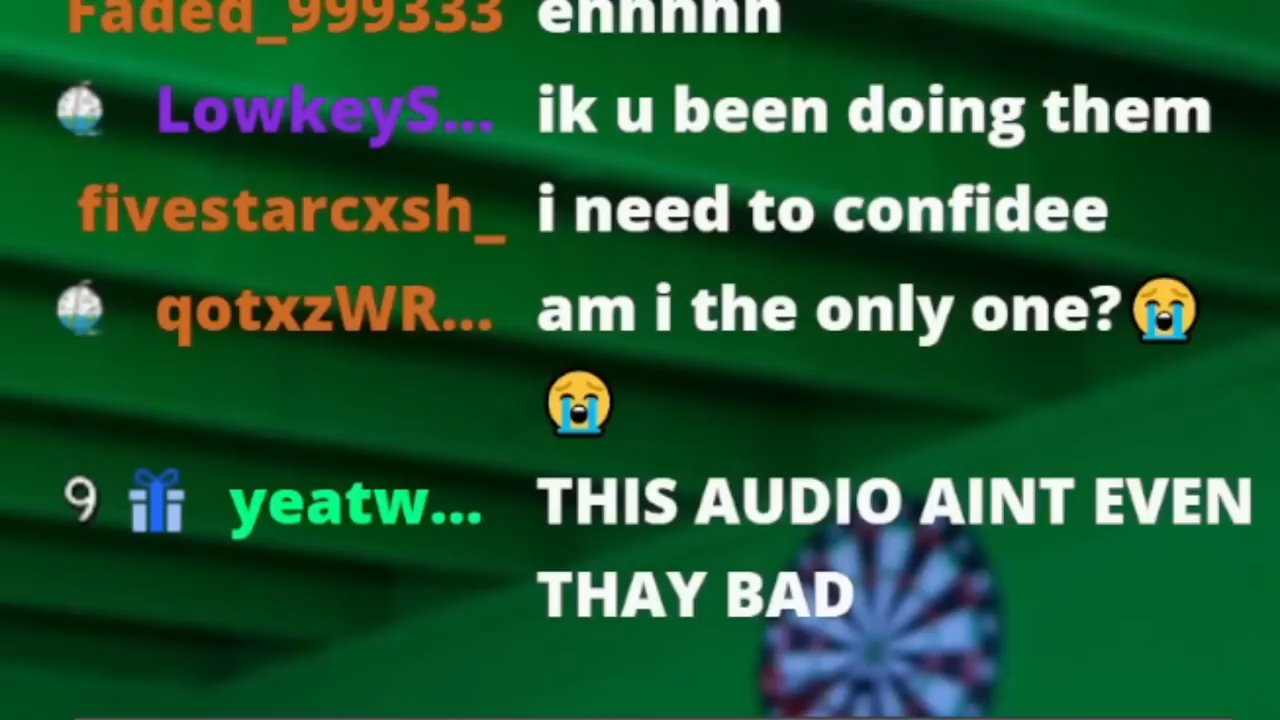 Faded_999333 ehhhhh
LowkeyS... ik u been doing them
fivestarcxsh_ i need to confidee
qotxzWR... am i the only one?😭
😭
9 yeatw... THIS AUDIO AINT EVEN
THAY BAD